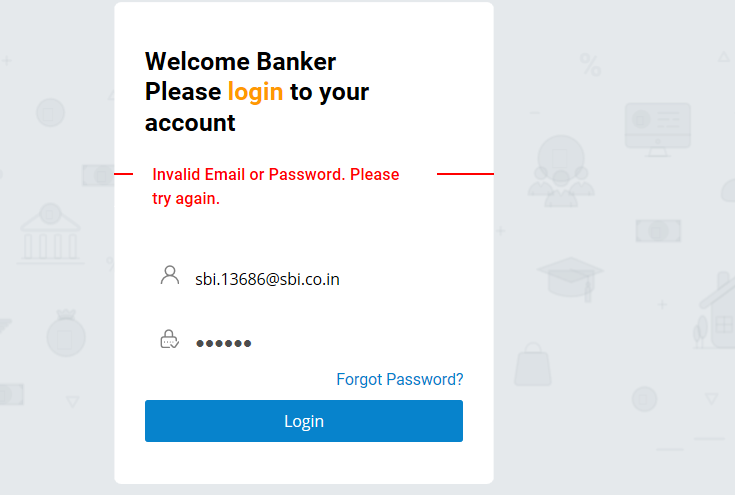 Welcome Banker
Please login to your
account
Invalid Email or Password. Please
try again.
sbi.13686@sbi.co.in
••••••
Forgot Password?
Login